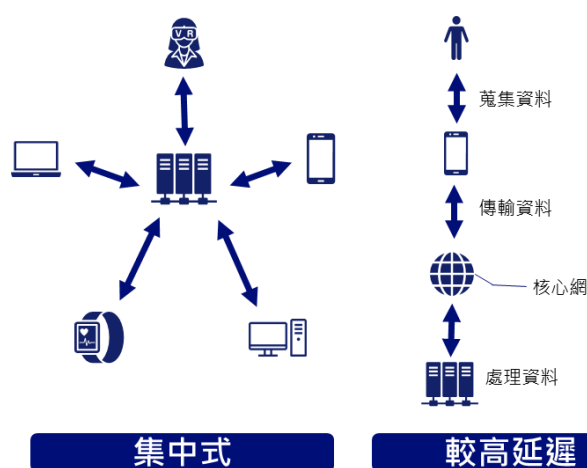 VR
蒐集資料
傳輸資料
核心網
處理資料
集中式
較高延遲